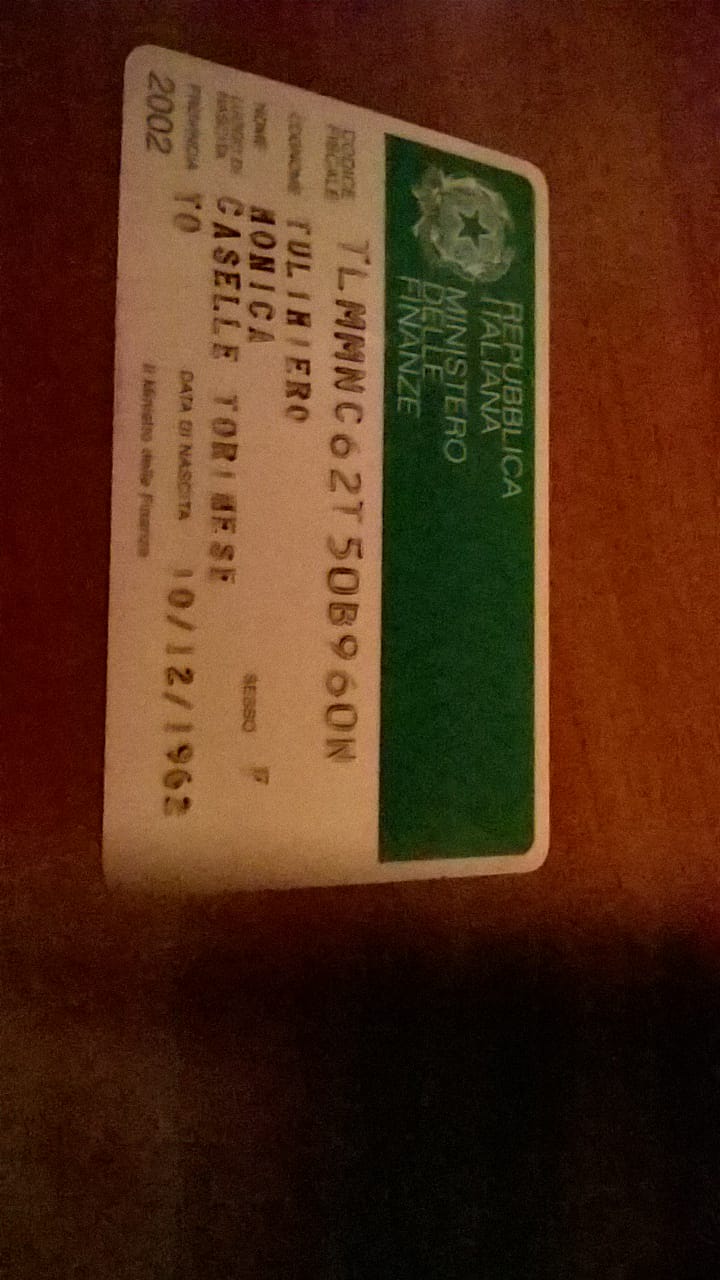 REPUBBLICA
ITALIANA
MINISTERO
DELLE
FINANZE
CODICE FISCALE TLMMNC62T50B960N
COGNOME TULIMIERO
NOME MONICA
SESSO F
LUOGO DI NASCITA CASELLE TORINESE
PROVINCIA TO DATA DI NASCITA 10/12/1962
2002 Il Ministro delle Finanze